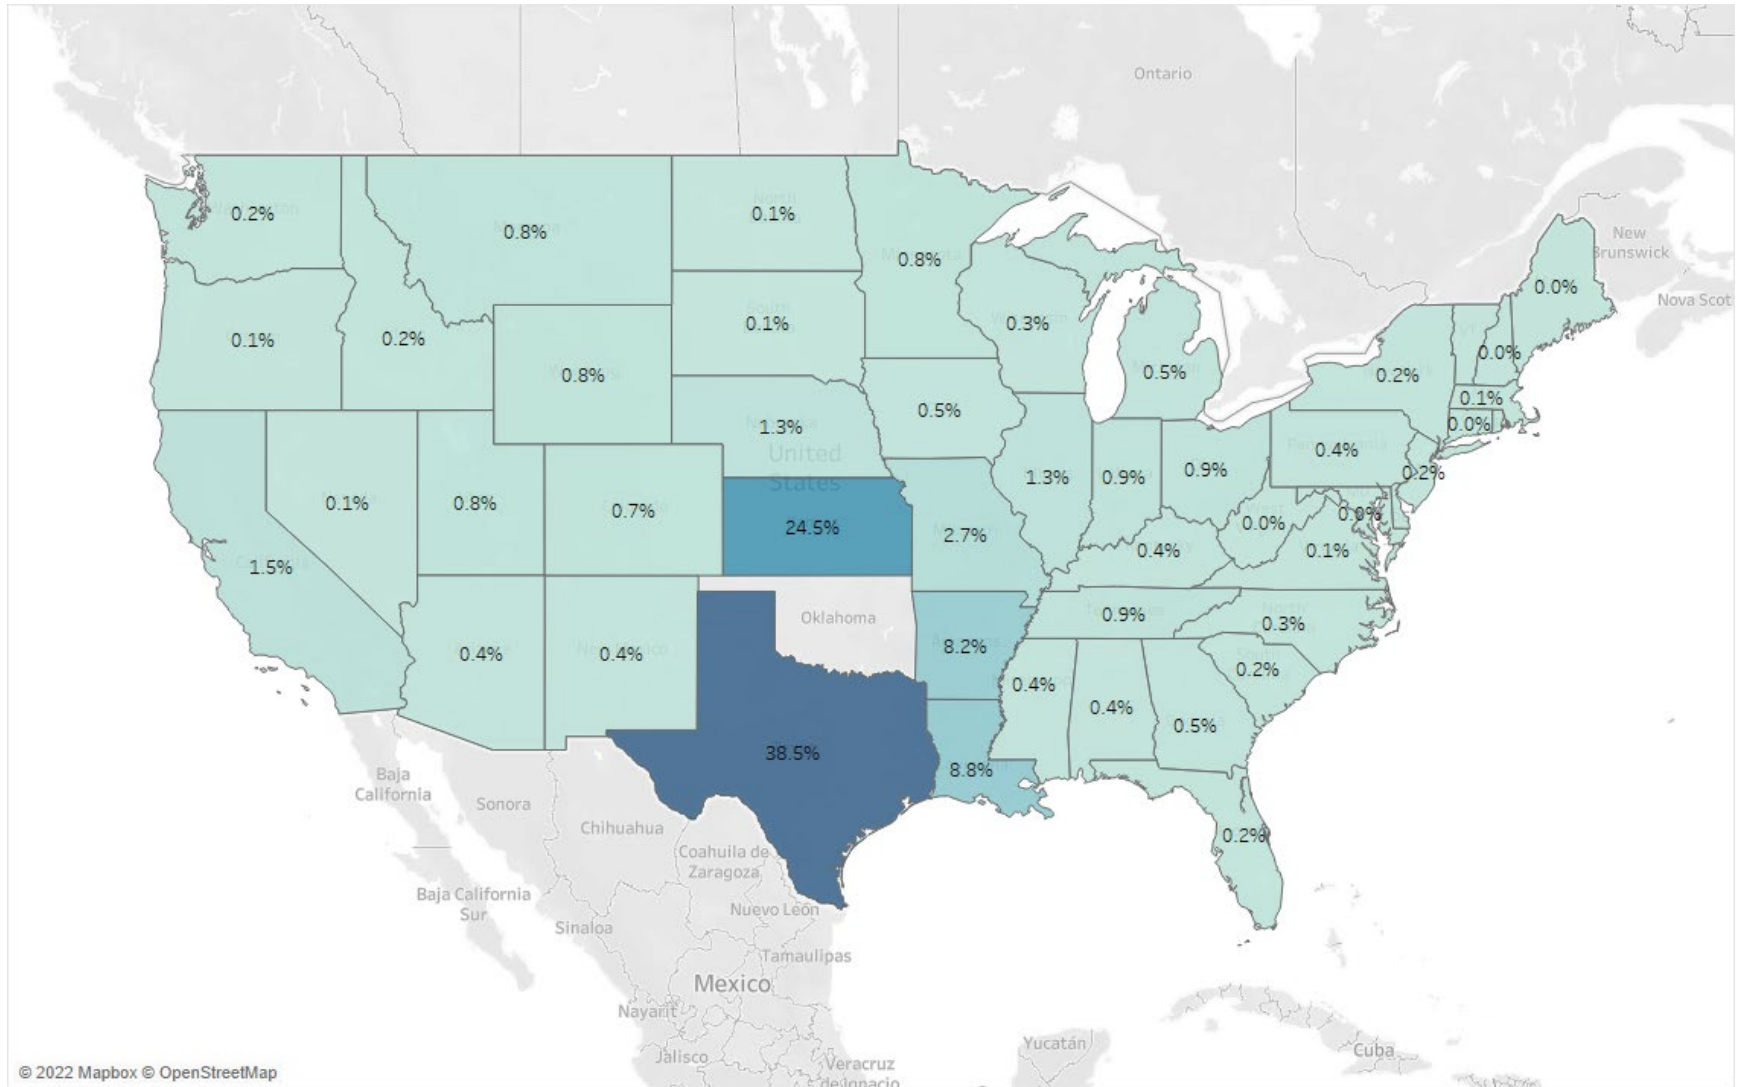 Ontario
New
Brunswick
Nova Scot
0.2%
0.8%
0.1%
0.8%
0.0%
0.1%
0.2%
0.8%
0.1%
0.3%
0.5%
0.2%
0.0%
0.1%
0.0%
0.5%
1.3%
United
States
0.4%
0.2%
1.5%
0.1%
0.8%
0.7%
24.5%
2.7%
1.3%
0.9%
0.9%
0.0%
0.0%
0.4%
0.1%
0.4%
0.4%
Oklahoma
8.2%
0.9%
0.3%
0.2%
0.4%
0.4%
0.5%
38.5%
8.8%
0.2%
Baja
California
Sonora
Chihuahua
Coahuila de
Zaragoza
Baja California
Sur
Sinaloa
Nuevo León
Tamaulipas
Mexico
Nayarit
Jalisco
Veracruz
de Ignacio
Yucatán
Cuba
© 2022 Mapbox © OpenStreetMap